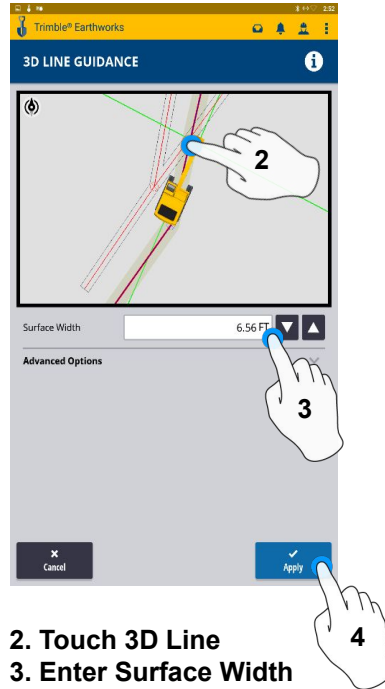 2:52
Trimble® Earthworks
3D LINE GUIDANCE
i
2
Surface Width
6.56 FT
3
Advanced Options
Cancel
Apply
4
2. Touch 3D Line
3. Enter Surface Width